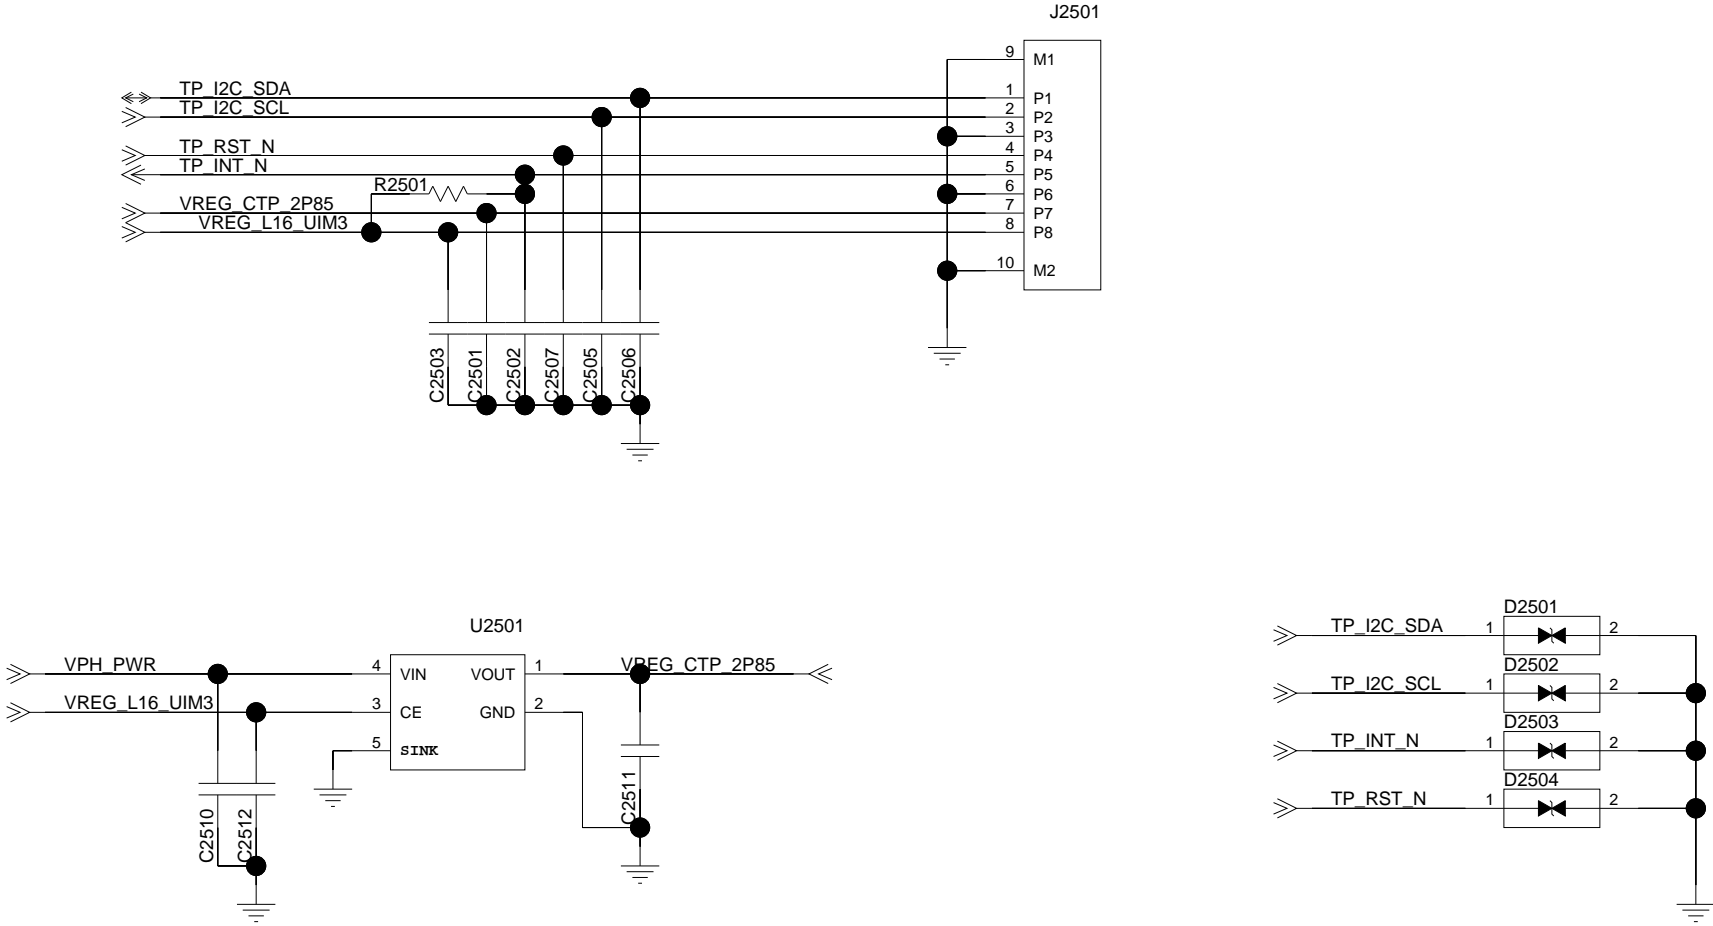 J2501
9 M1
TP_I2C_SDA 1 P1
TP_I2C_SCL 2 P2
3 P3
TP_RST_N 4 P4
TP_INT_N 5 P5
R2501 6 P6
VREG_CTP_2P85 7 P7
VREG_L16_UIM3 8 P8
10 M2
C2503
C2501
C2502
C2507
C2505
C2506
U2501
VPH_PWR 4 VIN VOUT 1 VREG_CTP_2P85
VREG_L16_UIM3 3 CE GND 2
5 SINK
C2510
C2512
C2511
D2501
TP_I2C_SDA 1 2
D2502
TP_I2C_SCL 1 2
D2503
TP_INT_N 1 2
D2504
TP_RST_N 1 2